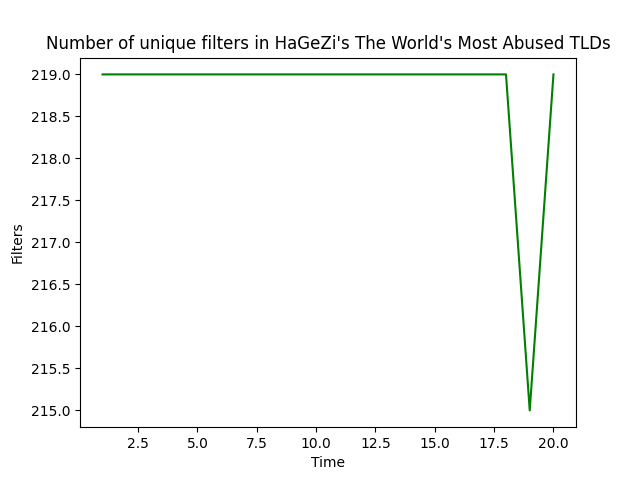 Number of unique filters in HaGeZi's The World's Most Abused TLDs
219.0
218.5
218.0
217.5
217.0
216.5
216.0
215.5
215.0
Filters
2.5 5.0 7.5 10.0 12.5 15.0 17.5 20.0
Time